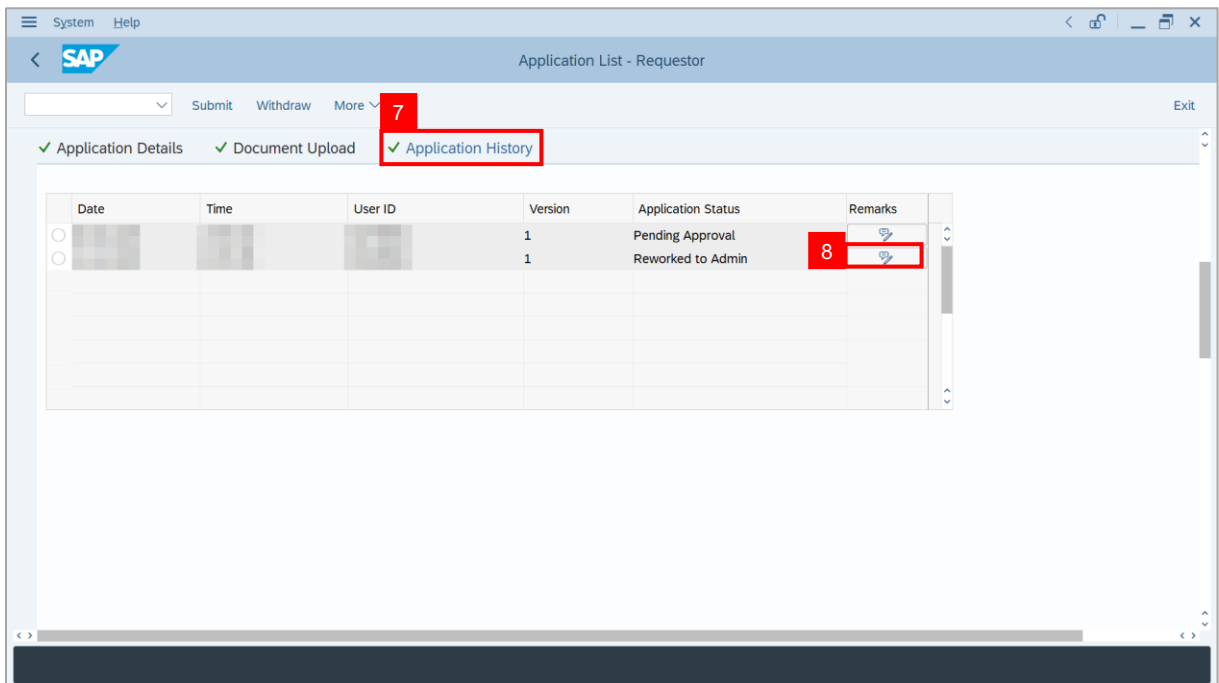 System Help
SAP Application List - Requestor
Submit Withdraw More Exit
7
Application Details Document Upload Application History
Date Time User ID Version Application Status Remarks
1 Pending Approval
1 Reworked to Admin
8